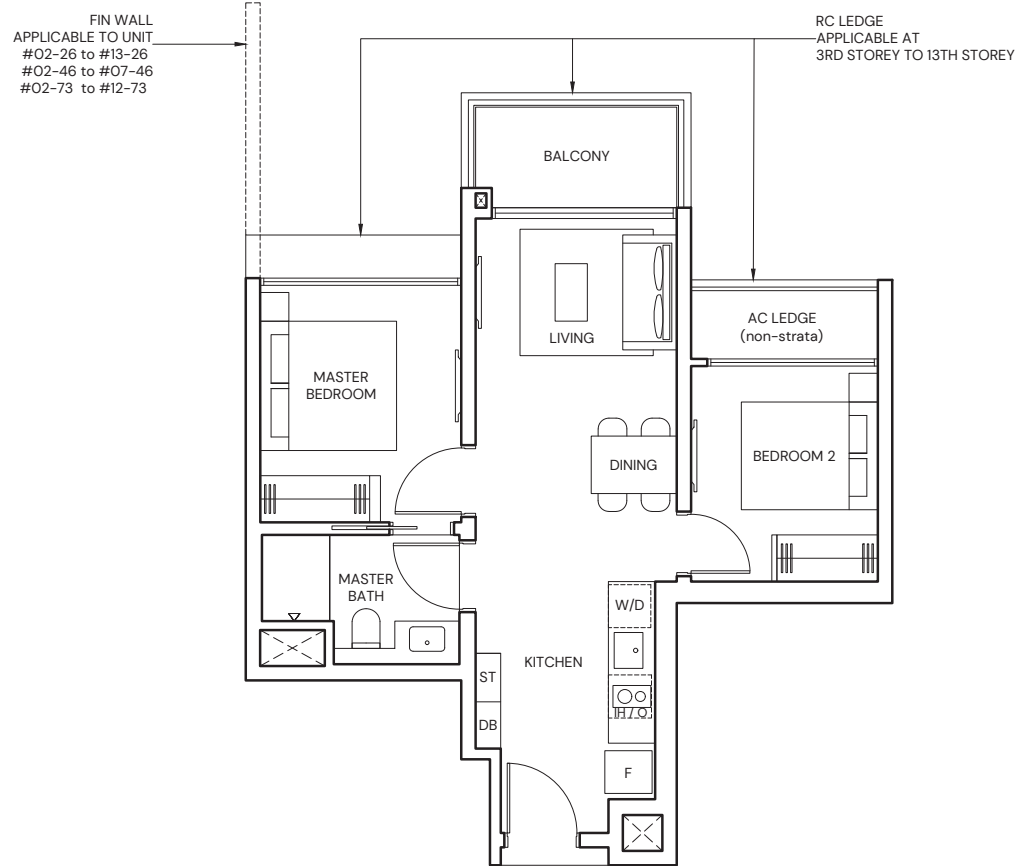 FIN WALL
APPLICABLE TO UNIT
#02-26 to #13-26
#02-46 to #07-46
#02-73 to #12-73
RC LEDGE
APPLICABLE AT
3RD STOREY TO 13TH STOREY
BALCONY
LIVING
AC LEDGE
(non-strata)
MASTER
BEDROOM
DINING
BEDROOM 2
MASTER
BATH
W/D
KITCHEN
ST
IH / O
DB
F